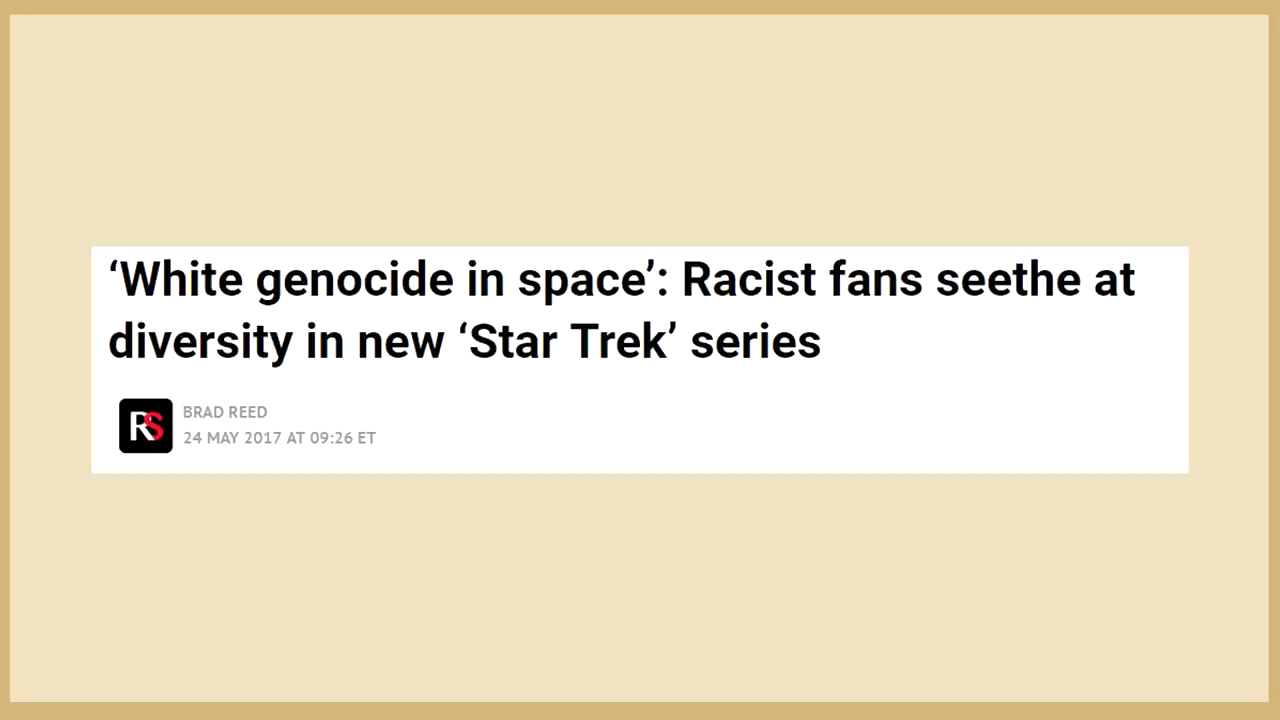 ‘White genocide in space’: Racist fans seethe at
diversity in new ‘Star Trek’ series
RS
BRAD REED
24 MAY 2017 AT 09:26 ET